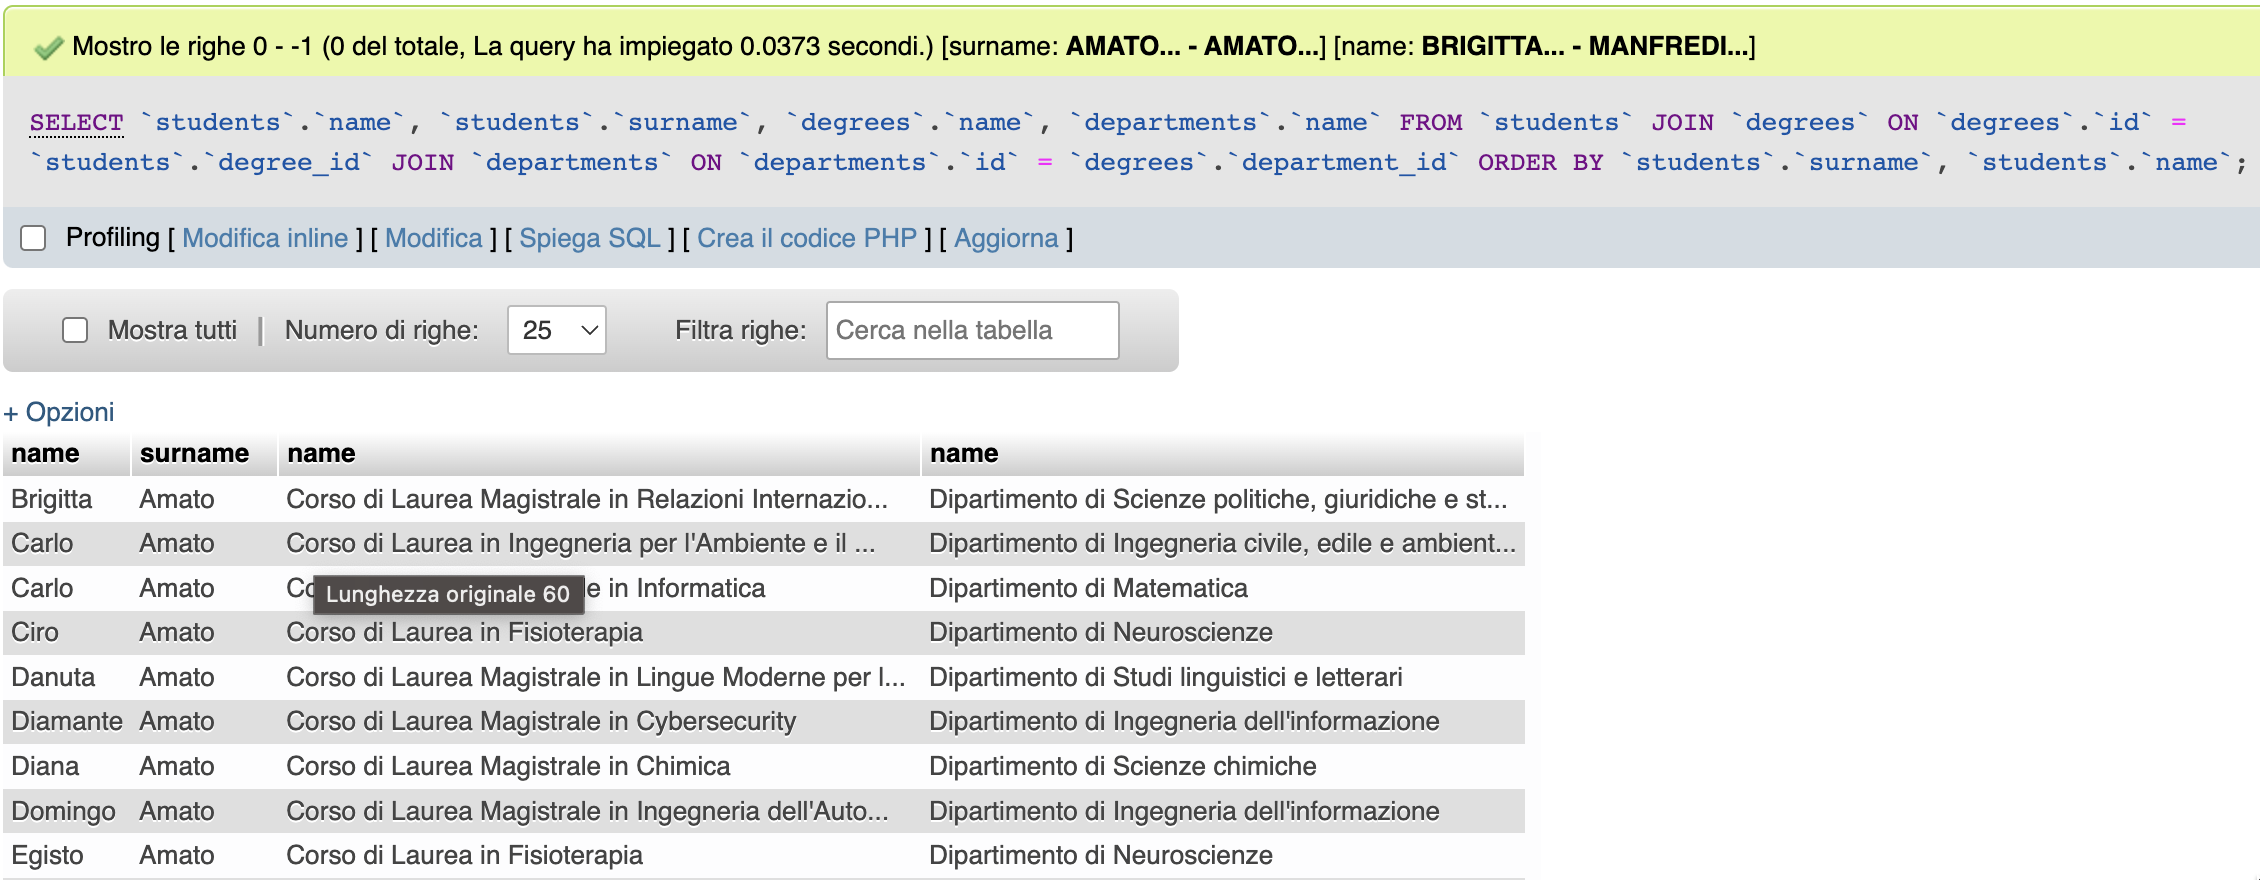 Mostro le righe 0 - -1 (0 del totale, La query ha impiegato 0.0373 secondi.) [surname: AMATO... - AMATO...] [name: BRIGITTA... - MANFREDI...]
SELECT `students`.`name`, `students`.`surname`, `degrees`.`name`, `departments`.`name` FROM `students` JOIN `degrees` ON `degrees`.`id` =
`students`.`degree_id` JOIN `departments` ON `departments`.`id` = `degrees`.`department_id` ORDER BY `students`.`surname`, `students`.`name`;
Profiling [ Modifica inline ] [ Modifica ] [ Spiega SQL ] [ Crea il codice PHP ] [ Aggiorna ]
Mostra tutti | Numero di righe: 25 Filtra righe: Cerca nella tabella
+ Opzioni
name surname name name
Brigitta Amato Corso di Laurea Magistrale in Relazioni Internazio... Dipartimento di Scienze politiche, giuridiche e st...
Carlo Amato Corso di Laurea in Ingegneria per l'Ambiente e il ... Dipartimento di Ingegneria civile, edile e ambient...
Carlo Amato Co le in Informatica Dipartimento di Matematica
Lunghezza originale 60
Ciro Amato Corso di Laurea in Fisioterapia Dipartimento di Neuroscienze
Danuta Amato Corso di Laurea Magistrale in Lingue Moderne per l... Dipartimento di Studi linguistici e letterari
Diamante Amato Corso di Laurea Magistrale in Cybersecurity Dipartimento di Ingegneria dell'informazione
Diana Amato Corso di Laurea Magistrale in Chimica Dipartimento di Scienze chimiche
Domingo Amato Corso di Laurea Magistrale in Ingegneria dell'Auto... Dipartimento di Ingegneria dell'informazione
Egisto Amato Corso di Laurea in Fisioterapia Dipartimento di Neuroscienze